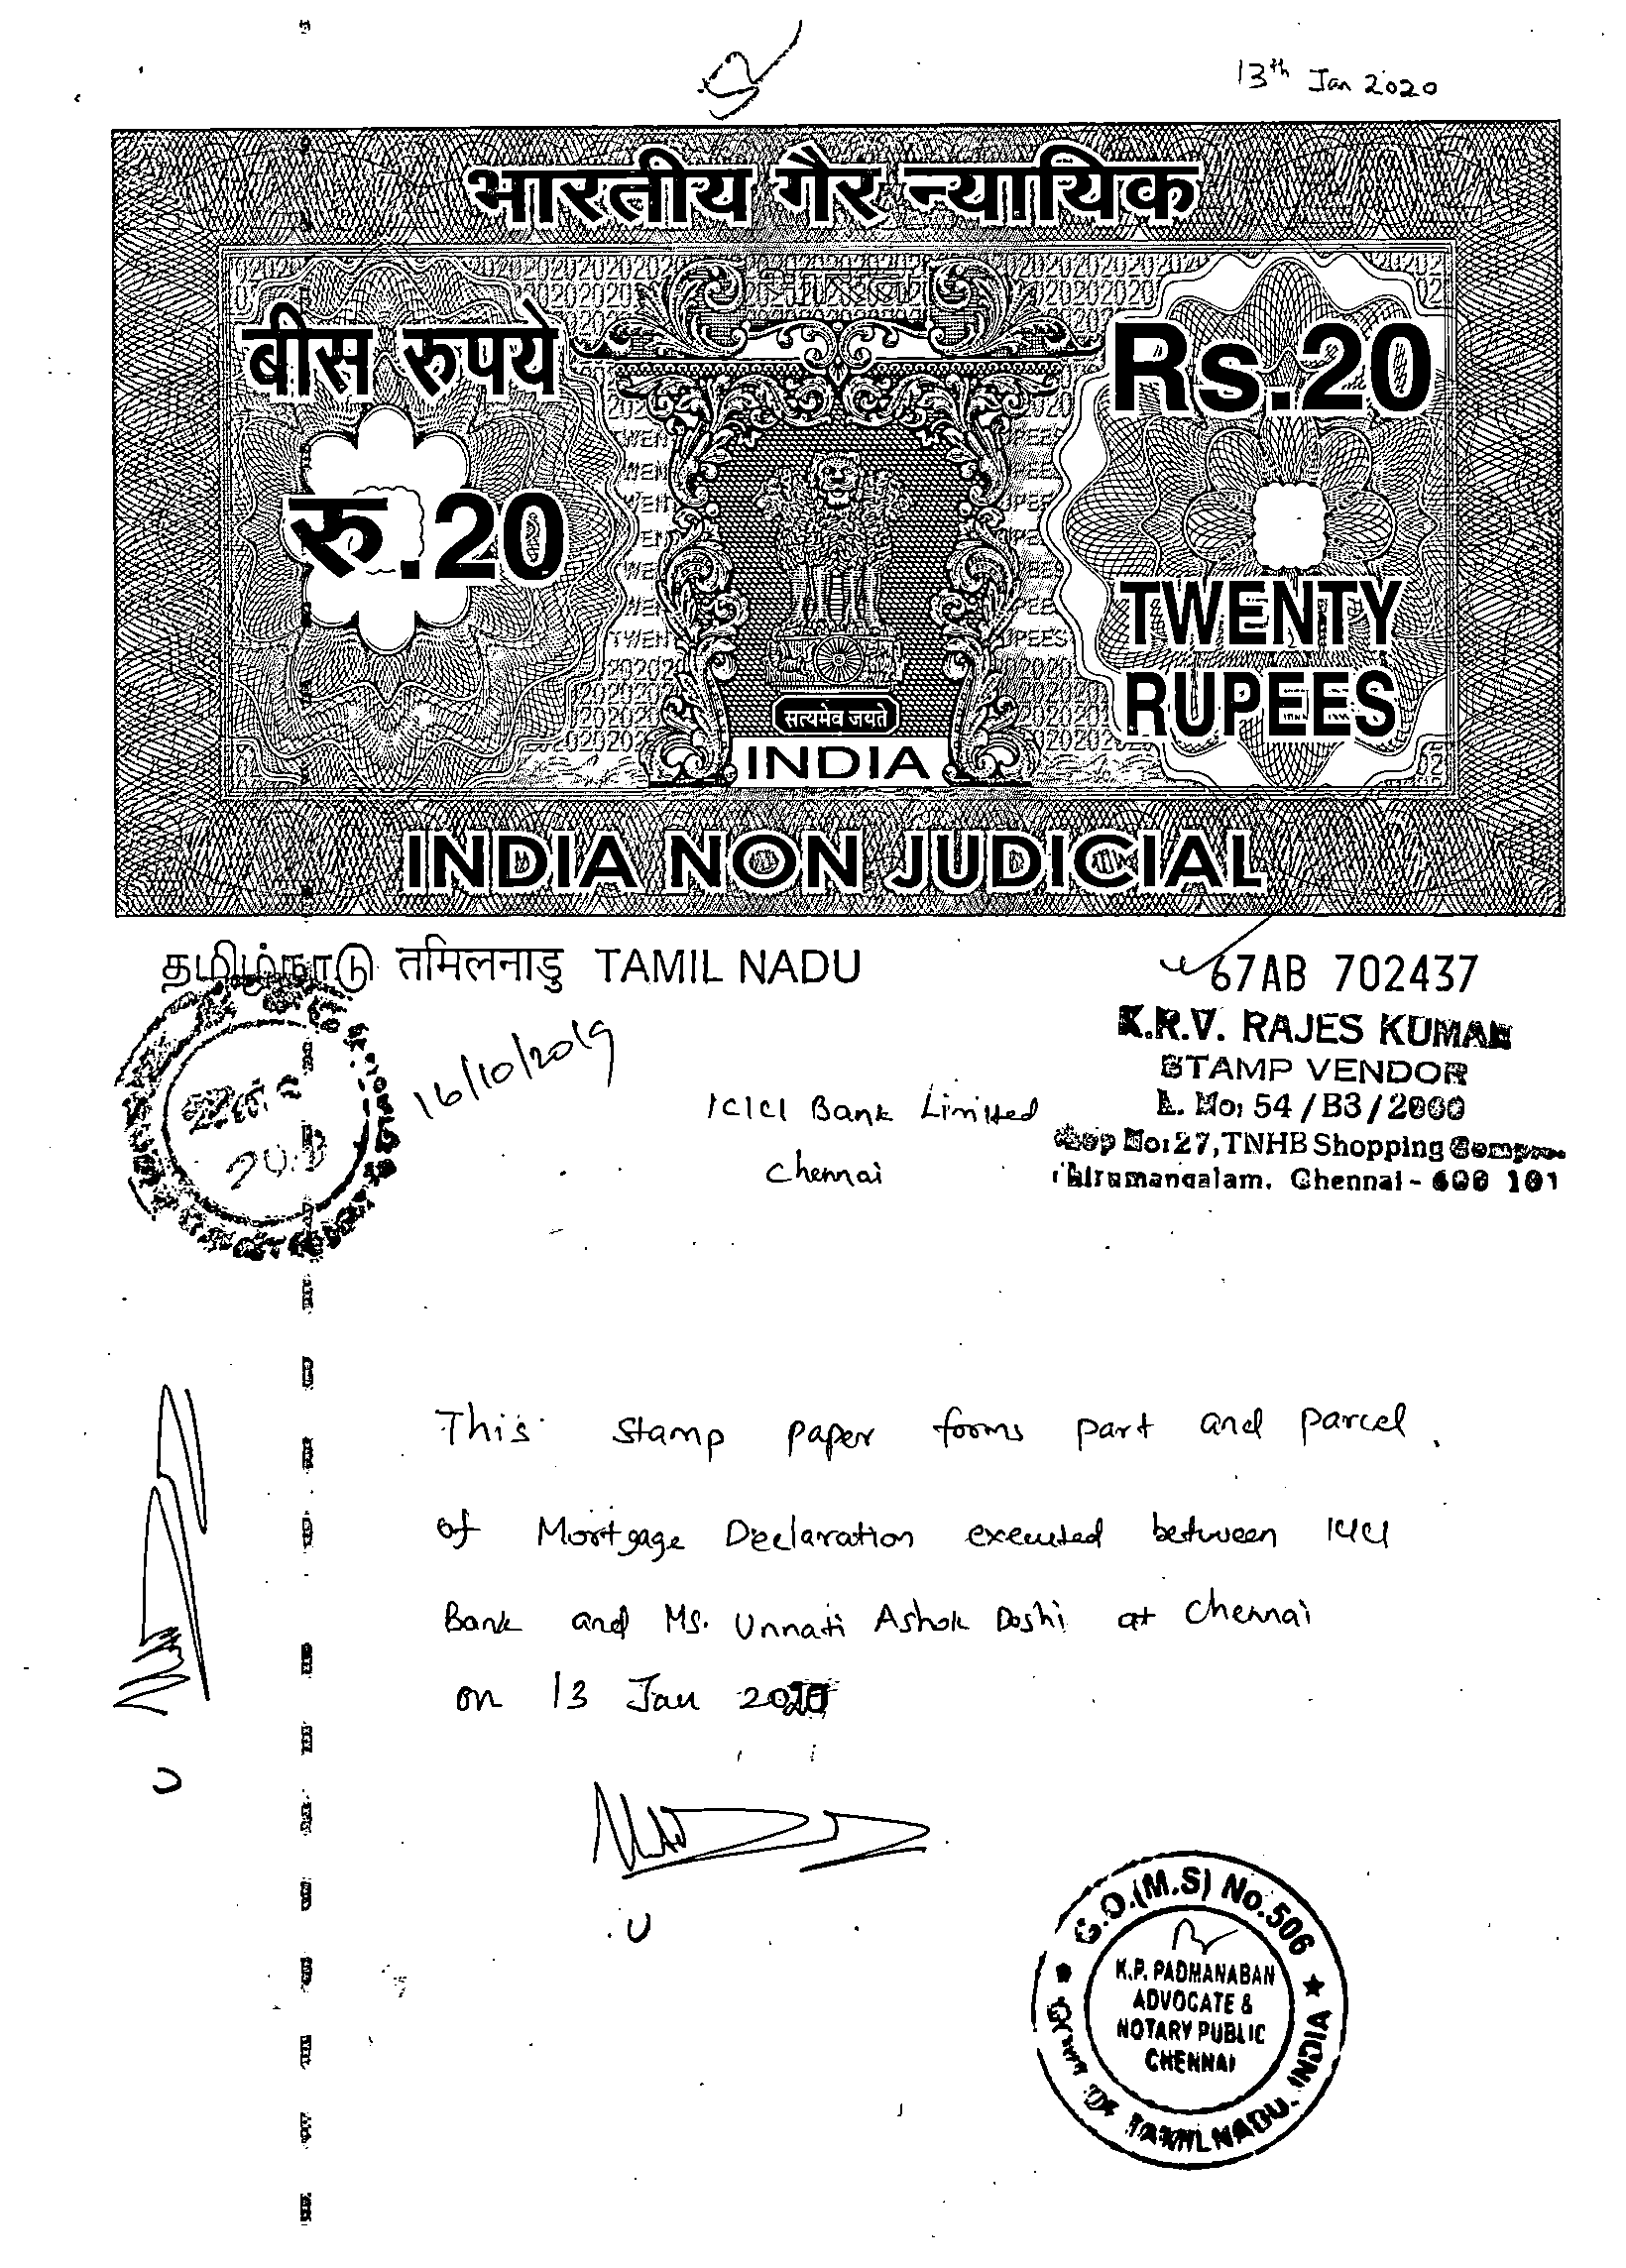 13th Jan 2020
भारतीय गैर न्यायिक
भारत
बीस रुपये
Rs.20
रु.20
TWENTY
RUPEES
सत्यमेव जयते
INDIA
INDIA NON JUDICIAL
தமிழ்நாடு तमिलनाडु TAMIL NADU
67AB 702437
K.R.V. RAJES KUMAR
STAMP VENDOR
16/10/2019
L. No: 54 / B3 / 2000
ICICI Bank Limited
Shop No: 27, TNHB Shopping
Chennai
Thirumangalam, Chennai - 600 101
This stamp paper forms part and parcel
of Mortgage Declaration executed between ICICI
Bank and Ms. Unnati Ashok Doshi at Chennai
on 13 Jan 2020
G.O.(M.S) No.506
K.P. PADMANABAN
ADVOCATE &
NOTARY PUBLIC
CHENNAI
TAMILNADU, INDIA